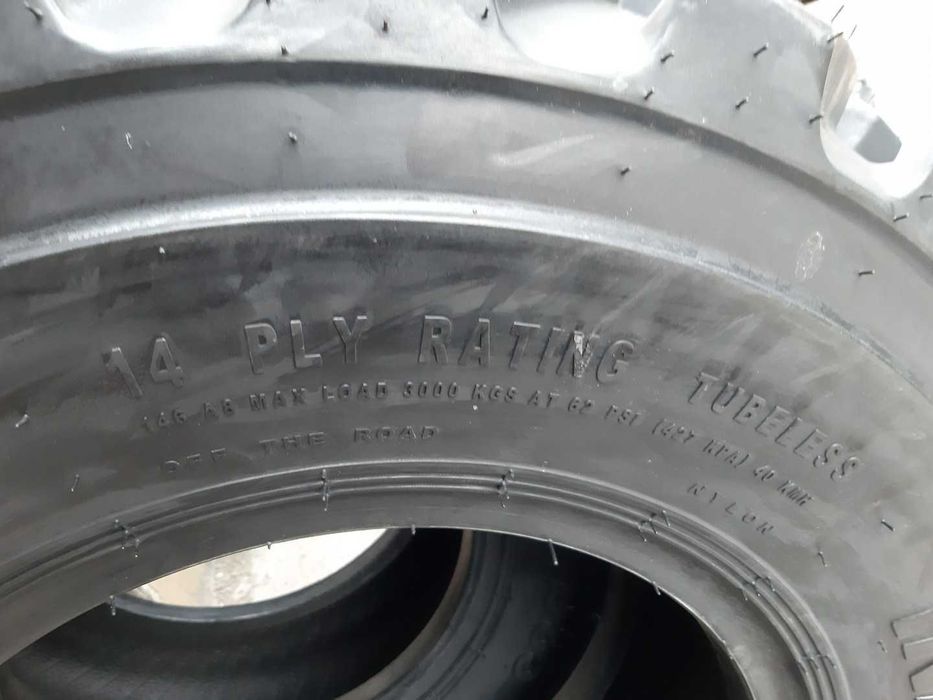 14 PLY RATING TUBELESS
146 A8 MAX LOAD 3000 KGS AT 62 PSI (427 KPA) 40 KMH
OFF THE ROAD
NYLON